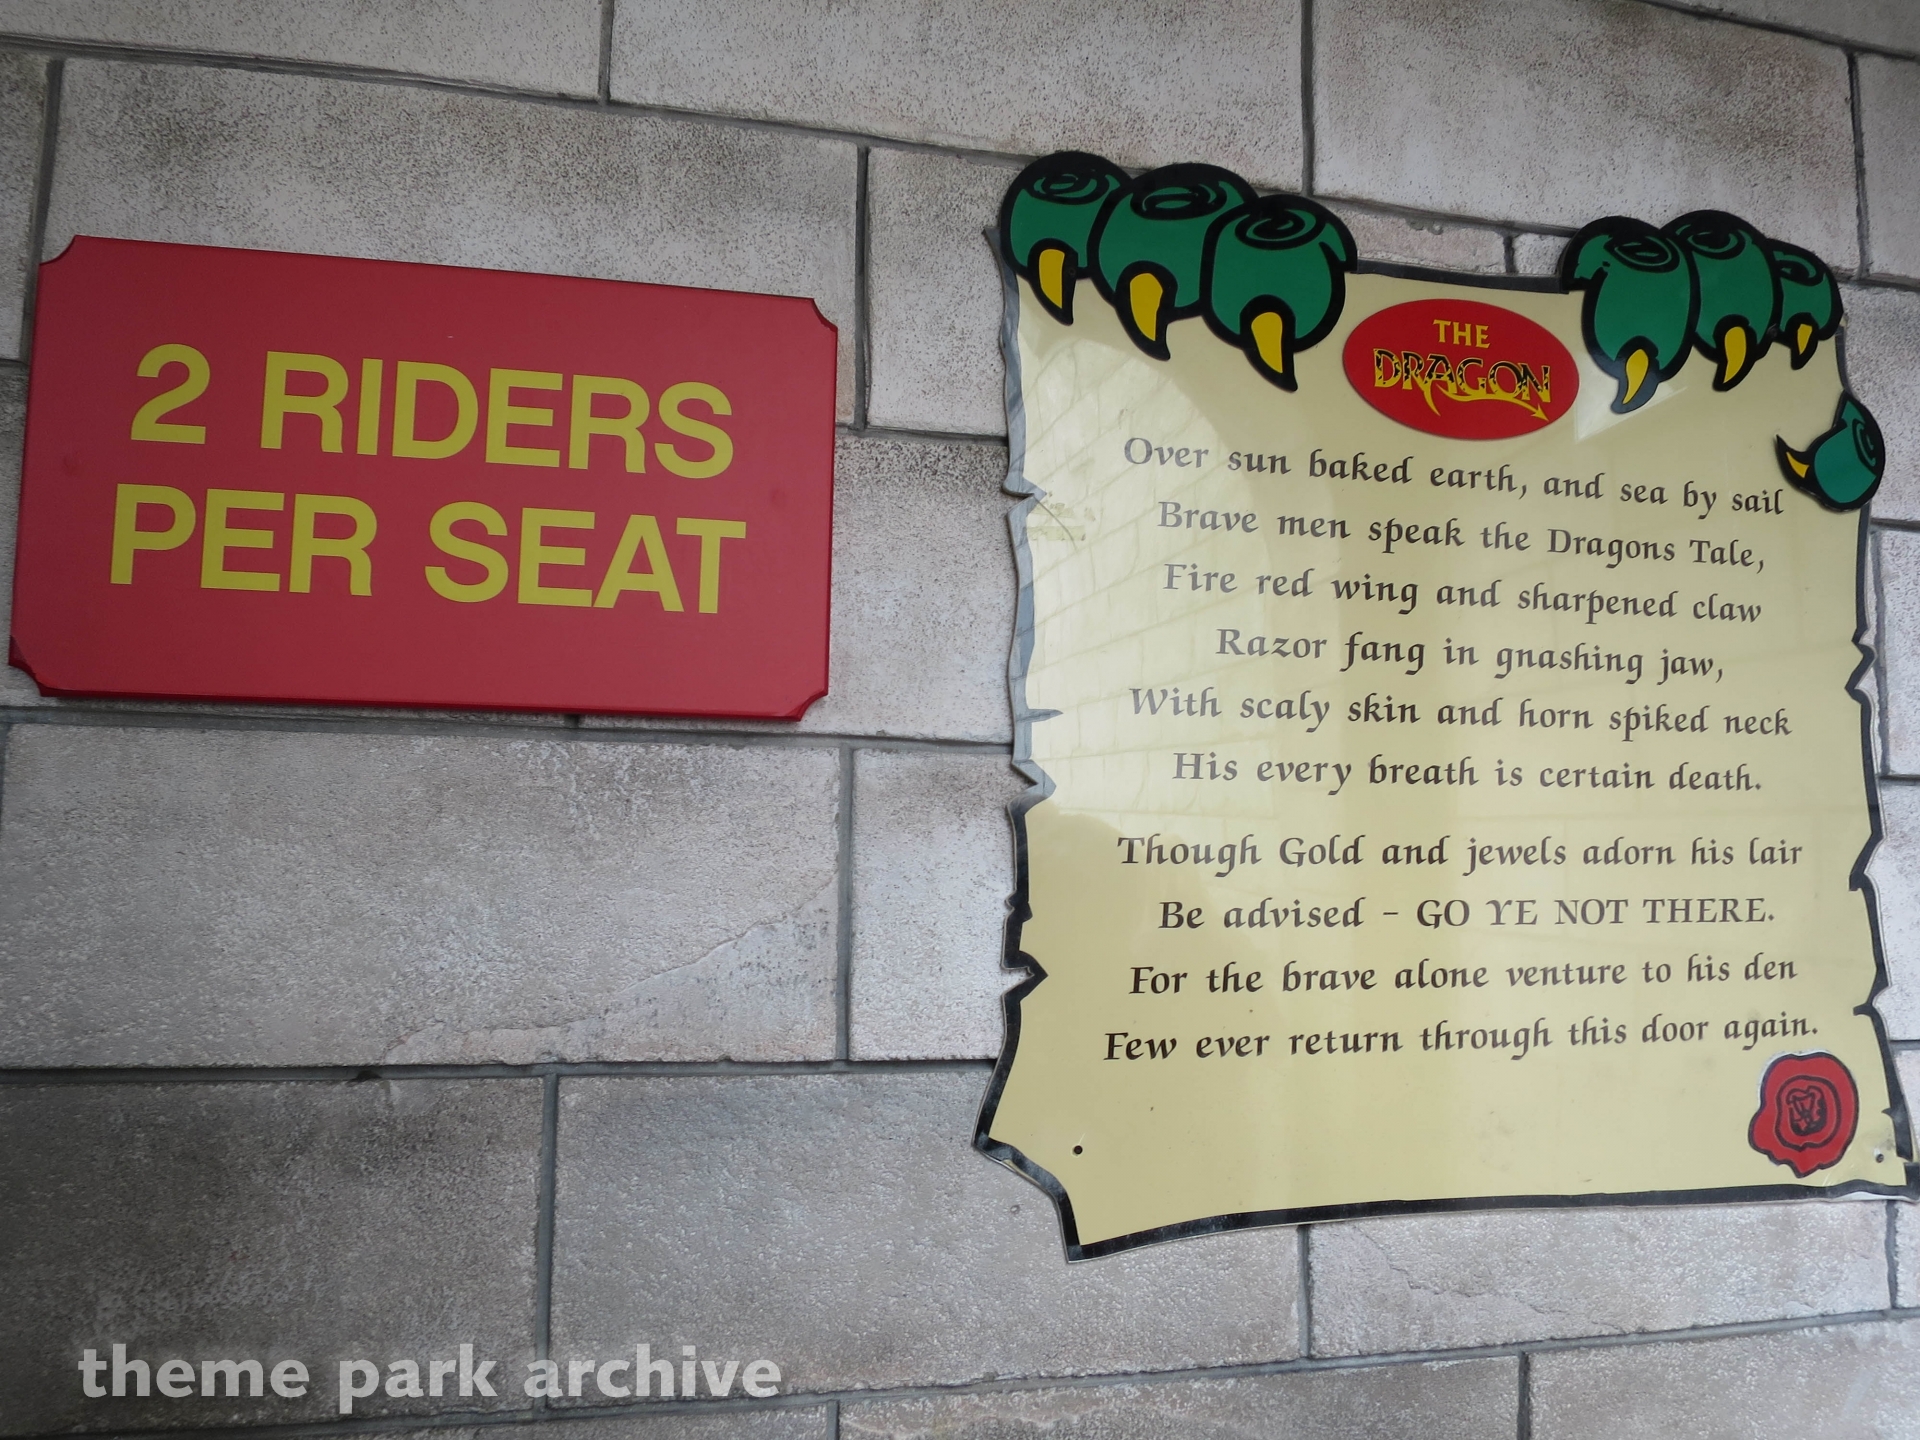 2 RIDERS
PER SEAT
THE
DRAGON
Over sun baked earth, and sea by sail
Brave men speak the Dragons Tale,
Fire red wing and sharpened claw
Razor fang in gnashing jaw,
With scaly skin and horn spiked neck
His every breath is certain death.
Though Gold and jewels adorn his lair
Be advised - GO YE NOT THERE.
For the brave alone venture to his den
Few ever return through this door again.
theme park archive